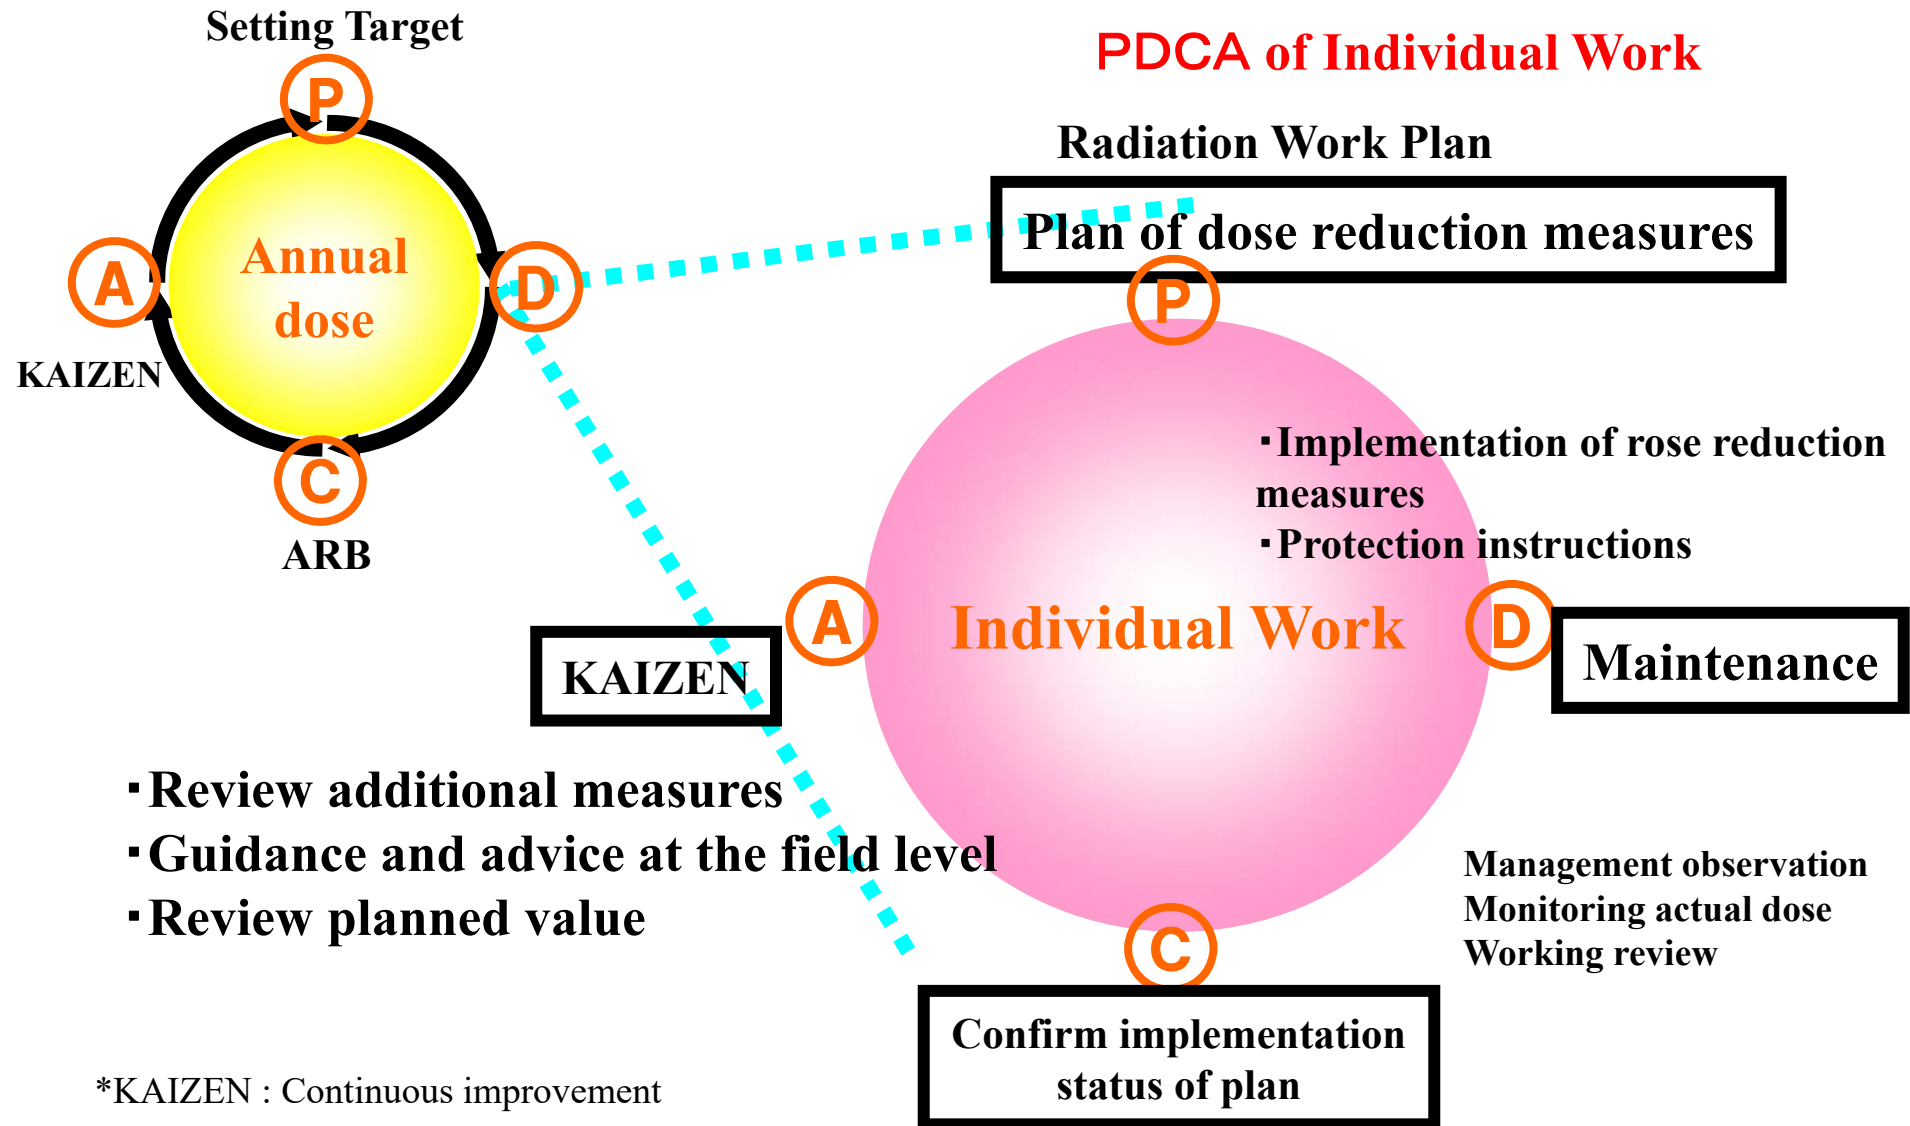 Setting Target
P
Annual
dose
A
D
KAIZEN
C
ARB
PDCA of Individual Work
Radiation Work Plan
Plan of dose reduction measures
P
・Implementation of rose reduction
measures
・Protection instructions
A
Individual Work
D
Maintenance
KAIZEN
・Review additional measures
・Guidance and advice at the field level
・Review planned value
Management observation
Monitoring actual dose
Working review
C
Confirm implementation
status of plan
*KAIZEN : Continuous improvement